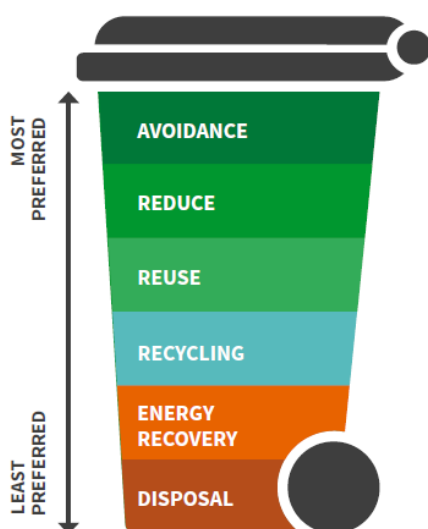 MOST
PREFERRED
AVOIDANCE
REDUCE
REUSE
RECYCLING
ENERGY
RECOVERY
DISPOSAL
LEAST
PREFERRED